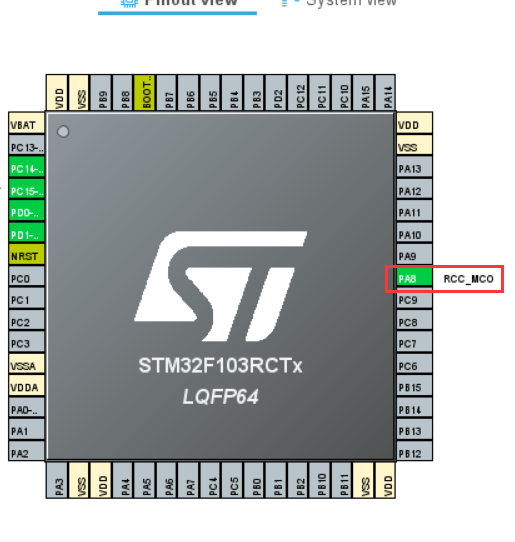 Pinout view System view
VDD VSS PB9 PB8 BOOT.. PB7 PB6 PB5 PB4 PB3 PD2 PC12 PC11 PC10 PA15 PA14
VBAT VDD
PC13-.. VSS
PC14-.. PA13
PC15-.. PA12
PD0-.. PA11
PD1-.. PA10
NRST PA9
PC0 PA8 RCC_MCO
PC1 PC9
PC2 PC8
PC3 PC7
VSSA PC6
VDDA PB15
PA0-.. PB14
PA1 PB13
PA2 PB12
STM32F103RCTx
LQFP64
PA3 VSS VDD PA4 PA5 PA6 PA7 PC4 PC5 PB0 PB1 PB2 PB10 PB11 VSS VDD